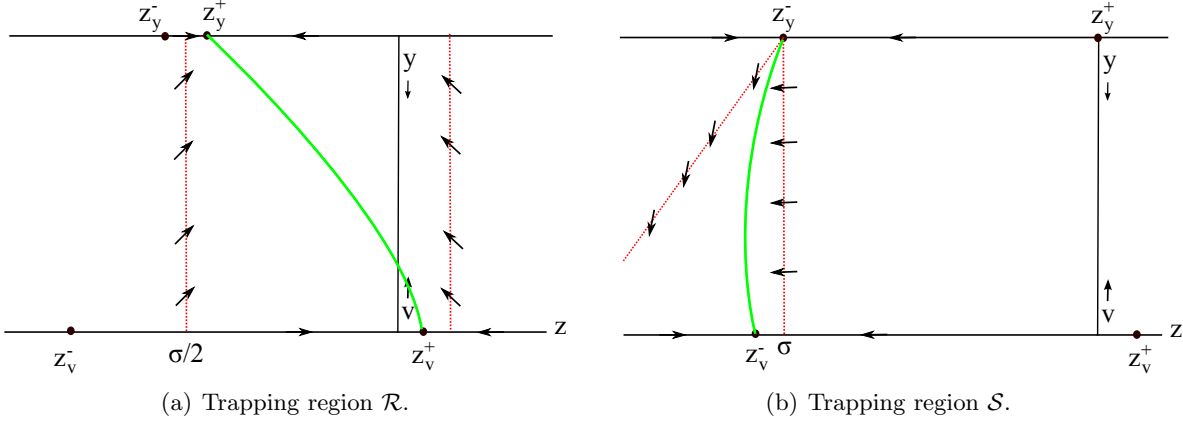 z_y^- z_y^+
y
v
z
z_v^- σ/2 z_v^+
(a) Trapping region ℛ.
z_y^- z_y^+
y
v
z
z_v^- σ z_v^+
(b) Trapping region 𝒮.